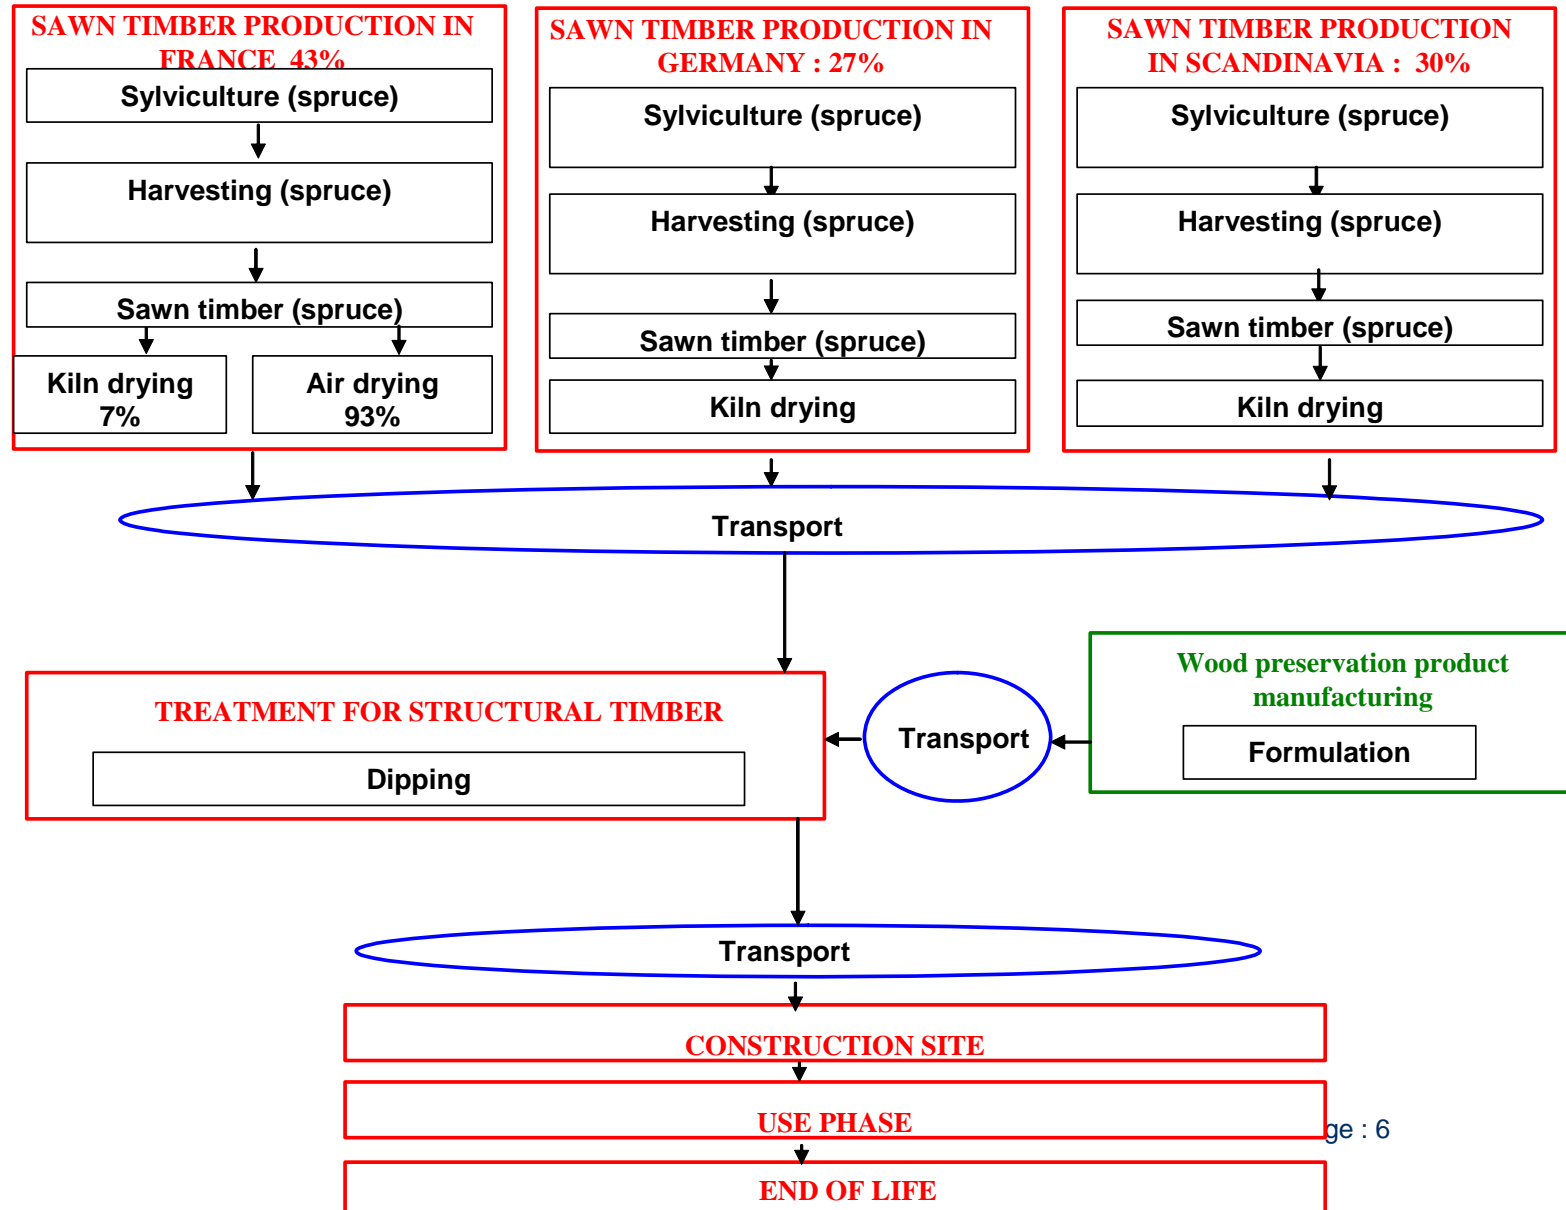 SAWN TIMBER PRODUCTION IN
FRANCE 43%
Sylviculture (spruce)
Harvesting (spruce)
Sawn timber (spruce)
Kiln drying
7%
Air drying
93%
SAWN TIMBER PRODUCTION IN
GERMANY : 27%
Sylviculture (spruce)
Harvesting (spruce)
Sawn timber (spruce)
Kiln drying
SAWN TIMBER PRODUCTION
IN SCANDINAVIA : 30%
Sylviculture (spruce)
Harvesting (spruce)
Sawn timber (spruce)
Kiln drying
Transport
TREATMENT FOR STRUCTURAL TIMBER
Dipping
Transport
Wood preservation product
manufacturing
Formulation
Transport
CONSTRUCTION SITE
USE PHASE
ge : 6
END OF LIFE